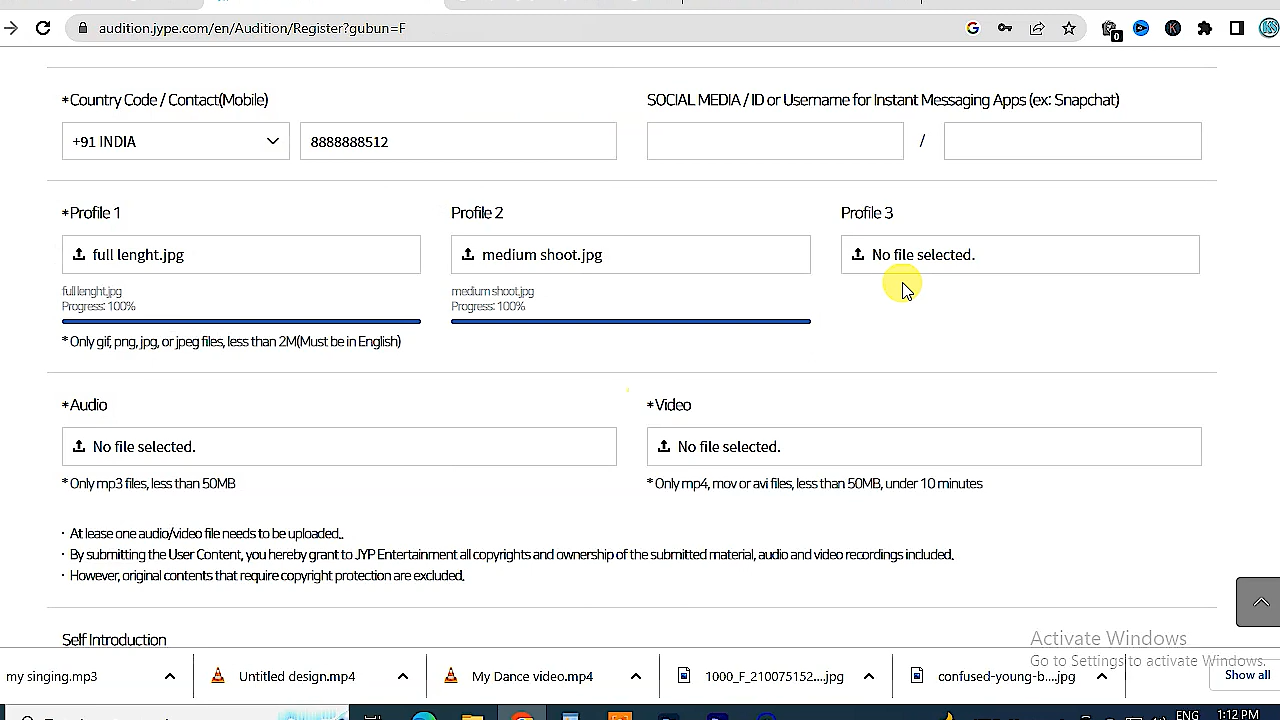 audition.jype.com/en/Audition/Register?gubun=F
0
*Country Code / Contact(Mobile)
SOCIAL MEDIA / ID or Username for Instant Messaging Apps (ex: Snapchat)
+91 INDIA
8888888512
/
*Profile 1
Profile 2
Profile 3
full lenght.jpg
medium shoot.jpg
No file selected.
full lenght.jpg
medium shoot.jpg
Progress: 100%
Progress: 100%
* Only gif, png, jpg, or jpeg files, less than 2M(Must be in English)
*Audio
*Video
No file selected.
No file selected.
* Only mp3 files, less than 50MB
* Only mp4, mov or avi files, less than 50MB, under 10 minutes
· At lease one audio/video file needs to be uploaded..
· By submitting the User Content, you hereby grant to JYP Entertainment all copyrights and ownership of the submitted material, audio and video recordings included.
· However, original contents that require copyright protection are excluded.
Self Introduction
Activate Windows
Go to Settings to activate Windows.
my singing.mp3
Untitled design.mp4
My Dance video.mp4
1000_F_210075152....jpg
confused-young-b....jpg
Show all
ENG
1:12 PM